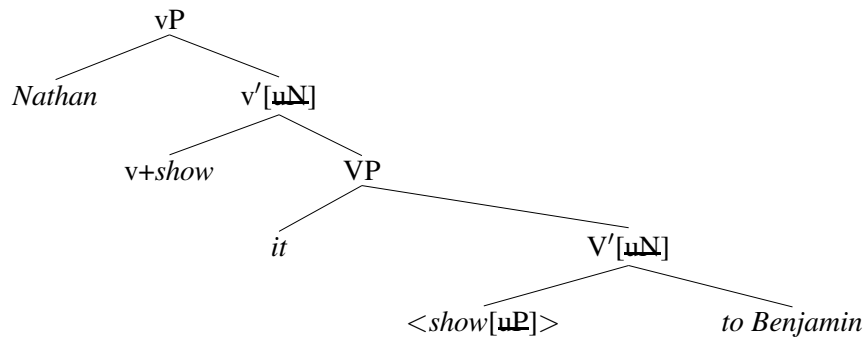 vP
Nathan v′[uN]
v+show VP
it V′[uN]
<show[uP]> to Benjamin